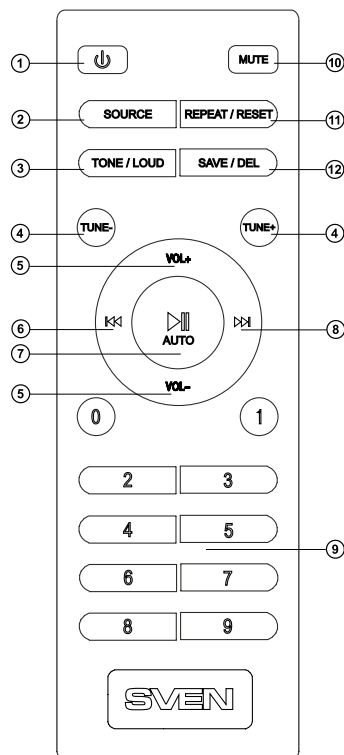 1 MUTE 10
2 SOURCE REPEAT / RESET 11
3 TONE / LOUD SAVE / DEL 12
4 TUNE- TUNE+ 4
5 VOL+
6 8
AUTO
7
5 VOL–
0 1
2 3
4 5
9
6 7
8 9
SVEN